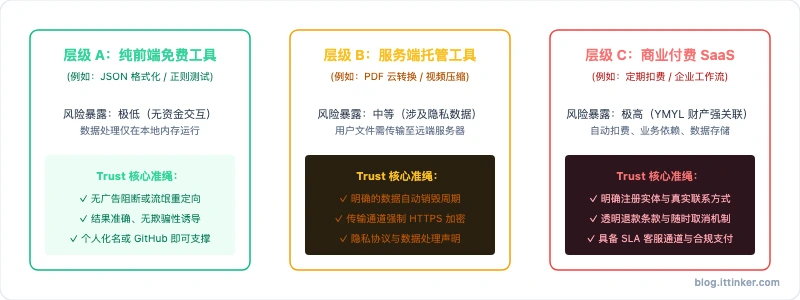 层级 A：纯前端免费工具
(例如：JSON 格式化 / 正则测试)
风险暴露：极低（无资金交互）
数据处理仅在本地内存运行
Trust 核心准绳：
✓ 无广告阻断或流氓重定向
✓ 结果准确、无欺骗性诱导
✓ 个人化名或 GitHub 即可支撑
层级 B：服务端托管工具
(例如：PDF 云转换 / 视频压缩)
风险暴露：中等（涉及隐私数据）
用户文件需传输至远端服务器
Trust 核心准绳：
✓ 明确的数据自动销毁周期
✓ 传输通道强制 HTTPS 加密
✓ 隐私协议与数据处理声明
层级 C：商业付费 SaaS
(例如：定期扣费 / 企业工作流)
风险暴露：极高（YMYL 财产强关联）
自动扣费、业务依赖、数据存储
Trust 核心准绳：
✓ 明确注册实体与真实联系方式
✓ 透明退款条款与随时取消机制
✓ 具备 SLA 客服通道与合规支付
blog.ittinker.com